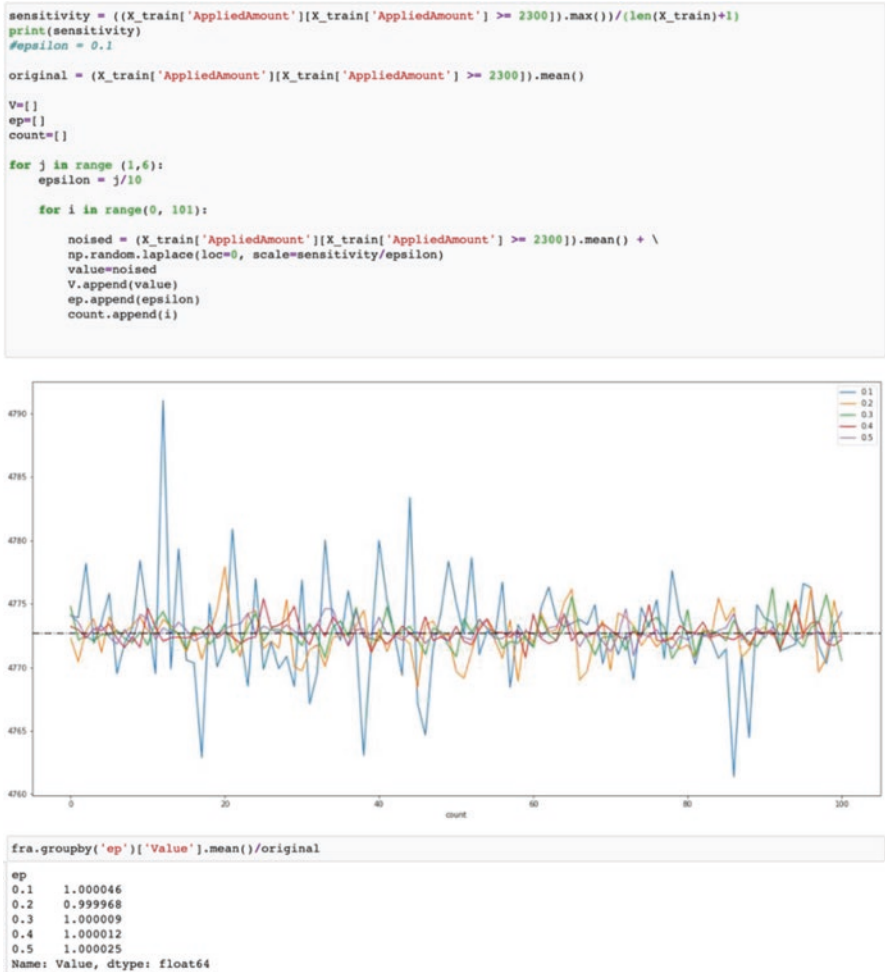 sensitivity = ((X_train['AppliedAmount'][X_train['AppliedAmount'] >= 2300]).max())/(len(X_train)+1)
print(sensitivity)
#epsilon = 0.1
original = (X_train['AppliedAmount'][X_train['AppliedAmount'] >= 2300]).mean()
V=[]
ep=[]
count=[]
for j in range (1,6):
    epsilon = j/10
    for i in range(0, 101):
        noised = (X_train['AppliedAmount'][X_train['AppliedAmount'] >= 2300]).mean() + \
        np.random.laplace(loc=0, scale=sensitivity/epsilon)
        value=noised
        V.append(value)
        ep.append(epsilon)
        count.append(i)
0.1
0.2
0.3
0.4
0.5
4790
4785
4780
4775
4770
4765
4760
0 20 40 60 80 100
count
fra.groupby('ep')['Value'].mean()/original
ep
0.1    1.000046
0.2    0.999968
0.3    1.000009
0.4    1.000012
0.5    1.000025
Name: Value, dtype: float64